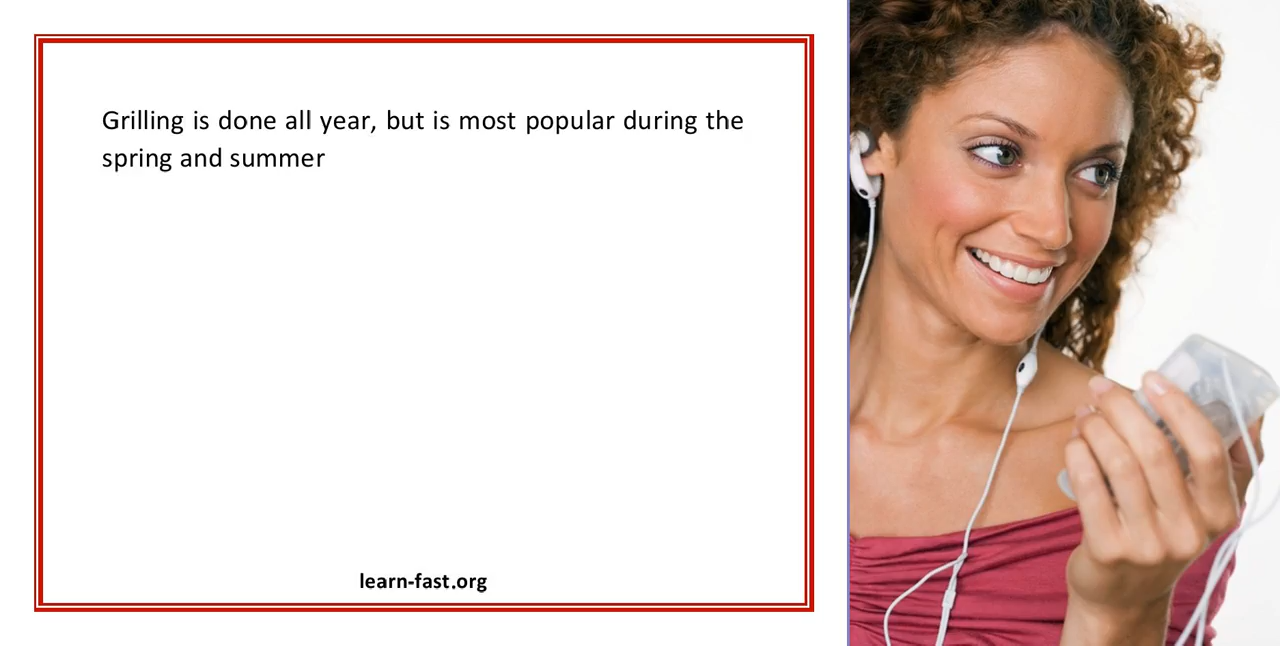 Grilling is done all year, but is most popular during the
spring and summer
learn-fast.org